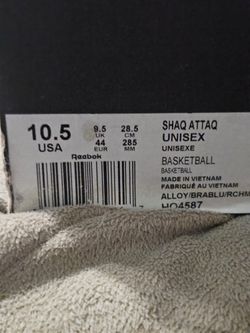 10.5
USA
9.5
UK
44
EUR
28.5
CM
285
MM
Reebok
SHAQ ATTAQ
UNISEX
UNISEXE
BASKETBALL
BASKETBALL
MADE IN VIETNAM
FABRIQUÉ AU VIETNAM
ALLOY/BRABLU/RCHM
HQ4587